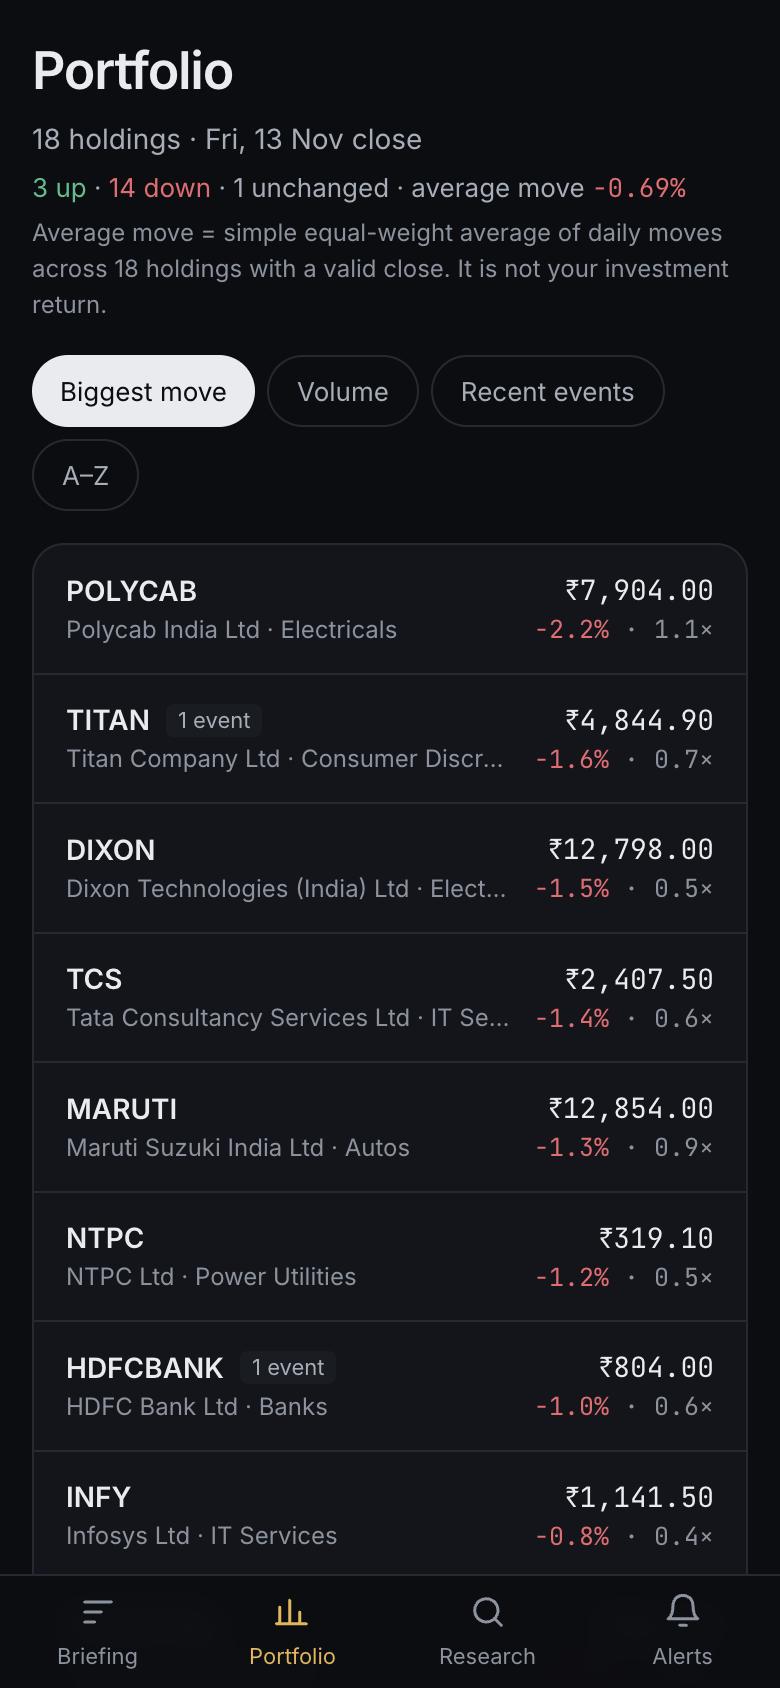 Portfolio
18 holdings · Fri, 13 Nov close
3 up · 14 down · 1 unchanged · average move -0.69%
Average move = simple equal-weight average of daily moves
across 18 holdings with a valid close. It is not your investment
return.
Biggest move Volume Recent events
A–Z
POLYCAB ₹7,904.00
Polycab India Ltd · Electricals -2.2% · 1.1×
TITAN 1 event ₹4,844.90
Titan Company Ltd · Consumer Discr... -1.6% · 0.7×
DIXON ₹12,798.00
Dixon Technologies (India) Ltd · Elect... -1.5% · 0.5×
TCS ₹2,407.50
Tata Consultancy Services Ltd · IT Se... -1.4% · 0.6×
MARUTI ₹12,854.00
Maruti Suzuki India Ltd · Autos -1.3% · 0.9×
NTPC ₹319.10
NTPC Ltd · Power Utilities -1.2% · 0.5×
HDFCBANK 1 event ₹804.00
HDFC Bank Ltd · Banks -1.0% · 0.6×
INFY ₹1,141.50
Infosys Ltd · IT Services -0.8% · 0.4×
Briefing Portfolio Research Alerts